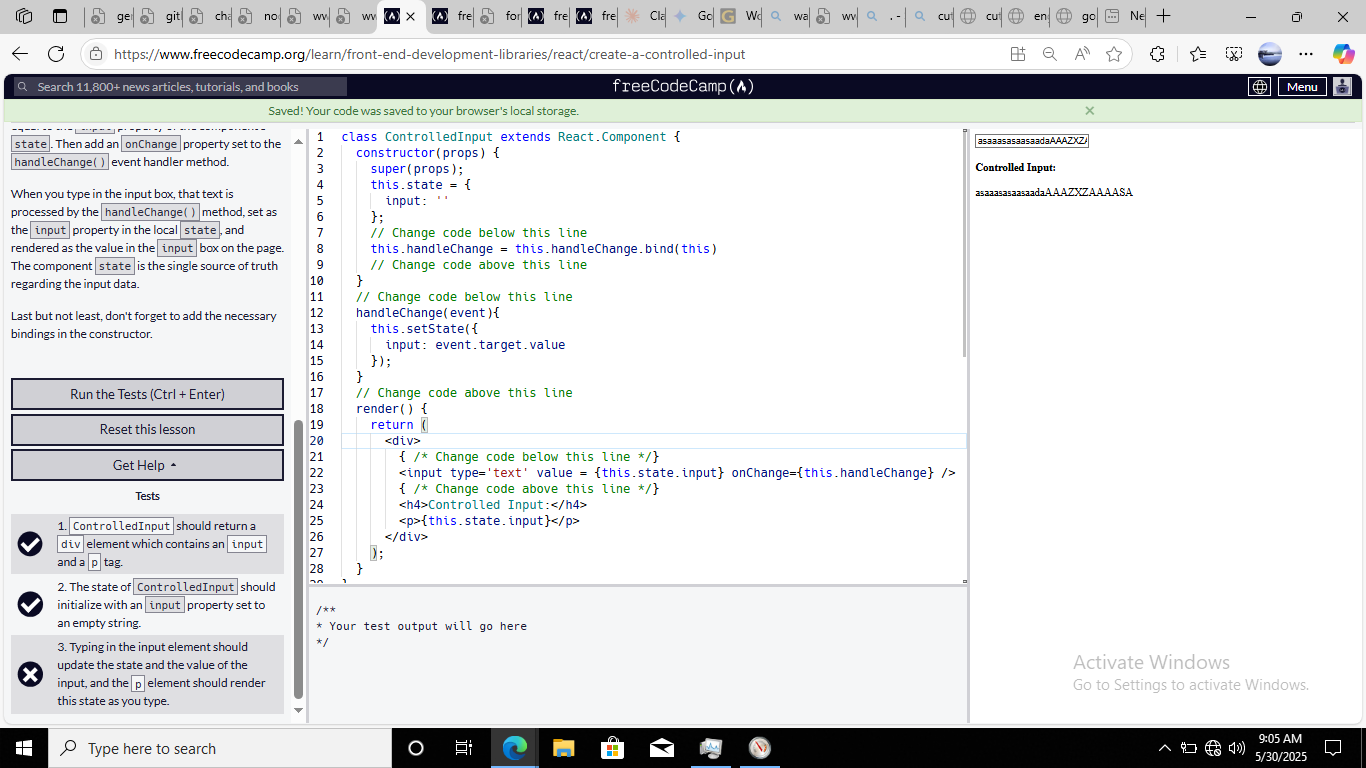 ger
gitl
cha
no
ww
ww
fre
for
fre
fre
Cla
Go
Wo
wa
ww
. -
cut
cut
en
go
Ne
https://www.freecodecamp.org/learn/front-end-development-libraries/react/create-a-controlled-input
Search 11,800+ news articles, tutorials, and books
freeCodeCamp
Menu
Saved! Your code was saved to your browser's local storage.
state . Then add an onChange property set to the
handleChange() event handler method.
When you type in the input box, that text is
processed by the handleChange() method, set as
the input property in the local state , and
rendered as the value in the input box on the page.
The component state is the single source of truth
regarding the input data.
Last but not least, don't forget to add the necessary
bindings in the constructor.
Run the Tests (Ctrl + Enter)
Reset this lesson
Get Help
Tests
1. ControlledInput should return a
div element which contains an input
and a p tag.
2. The state of ControlledInput should
initialize with an input property set to
an empty string.
3. Typing in the input element should
update the state and the value of the
input, and the p element should render
this state as you type.
1 class ControlledInput extends React.Component {
2 constructor(props) {
3 super(props);
4 this.state = {
5 input: ''
6 };
7 // Change code below this line
8 this.handleChange = this.handleChange.bind(this)
9 // Change code above this line
10 }
11 // Change code below this line
12 handleChange(event){
13 this.setState({
14 input: event.target.value
15 });
16 }
17 // Change code above this line
18 render() {
19 return (
20 <div>
21 { /* Change code below this line */}
22 <input type='text' value = {this.state.input} onChange={this.handleChange} />
23 { /* Change code above this line */}
24 <h4>Controlled Input:</h4>
25 <p>{this.state.input}</p>
26 </div>
27 );
28 }
/**
* Your test output will go here
*/
asaaasasaasaadaAAAZXZA
Controlled Input:
asaaasasaasaadaAAAZXZAAAASA
Activate Windows
Go to Settings to activate Windows.
Type here to search
9:05 AM
5/30/2025